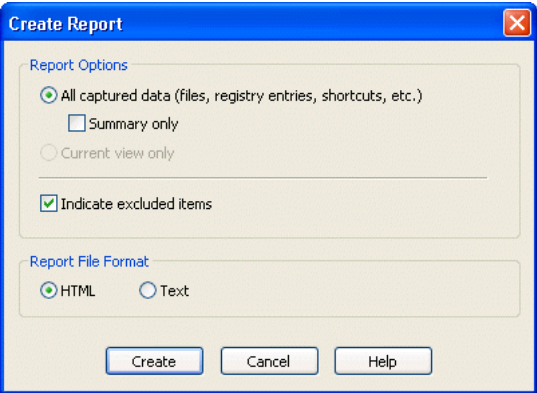 Create Report
Report Options
All captured data (files, registry entries, shortcuts, etc.)
Summary only
Current view only
Indicate excluded items
Report File Format
HTML Text
Create Cancel Help